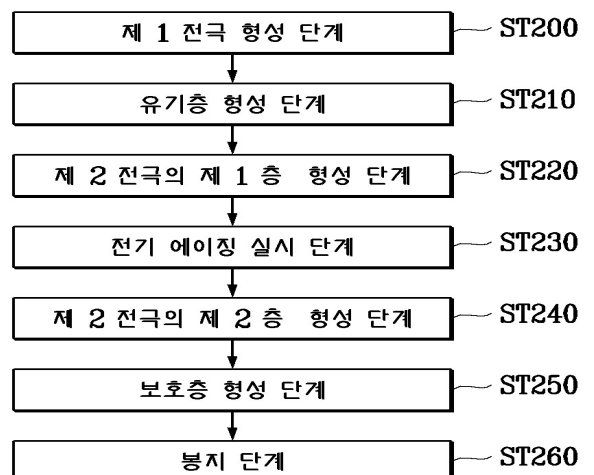 제 1 전극 형성 단계 ST200
유기층 형성 단계 ST210
제 2 전극의 제 1 층 형성 단계 ST220
전기 에이징 실시 단계 ST230
제 2 전극의 제 2 층 형성 단계 ST240
보호층 형성 단계 ST250
봉지 단계 ST260